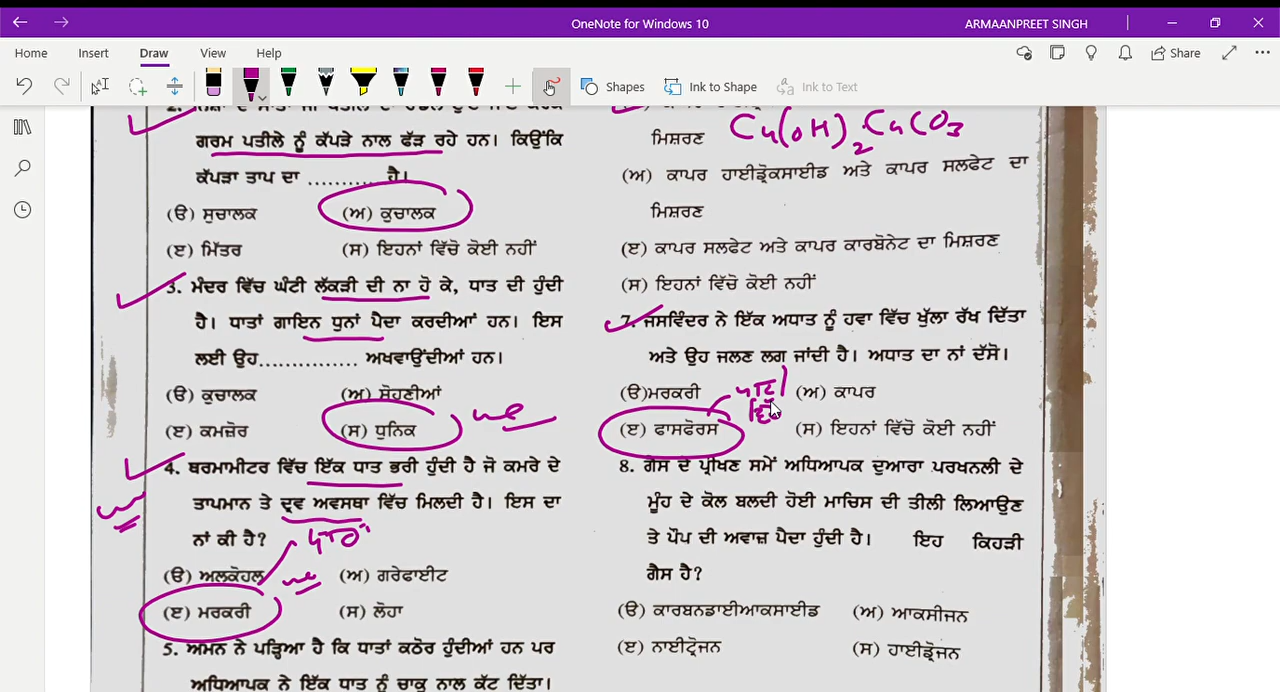 OneNote for Windows 10
ARMAANPREET SINGH
Home Insert Draw View Help
Share
Shapes
Ink to Shape
Ink to Text
ਗਰਮ ਪਤੀਲੇ ਨੂੰ ਕੱਪੜੇ ਨਾਲ ਫੱੜ ਰਹੇ ਹਨ। ਕਿਉਂਕਿ
ਕੱਪੜਾ ਤਾਪ ਦਾ ........... ਹੈ।
(ੳ) ਸੁਚਾਲਕ (ਅ) ਕੁਚਾਲਕ
(ੲ) ਮਿੱਤਰ (ਸ) ਇਹਨਾਂ ਵਿੱਚੋ ਕੋਈ ਨਹੀਂ
3. ਮੰਦਰ ਵਿੱਚ ਘੰਟੀ ਲੱਕੜੀ ਦੀ ਨਾ ਹੋ ਕੇ, ਧਾਤ ਦੀ ਹੁੰਦੀ
ਹੈ। ਧਾਤਾਂ ਗਾਇਨ ਧੁਨਾਂ ਪੈਦਾ ਕਰਦੀਆਂ ਹਨ। ਇਸ
ਲਈ ਉਹ.............. ਅਖਵਾਉਂਦੀਆਂ ਹਨ।
(ੳ) ਕੁਚਾਲਕ (ਅ) ਸੋਹਣੀਆਂ
(ੲ) ਕਮਜ਼ੋਰ (ਸ) ਧੁਨਿਕ
4. ਥਰਮਾਮੀਟਰ ਵਿੱਚ ਇੱਕ ਧਾਤ ਭਰੀ ਹੁੰਦੀ ਹੈ ਜੋ ਕਮਰੇ ਦੇ
ਤਾਪਮਾਨ ਤੇ ਦ੍ਰਵ ਅਵਸਥਾ ਵਿੱਚ ਮਿਲਦੀ ਹੈ। ਇਸ ਦਾ
ਨਾਂ ਕੀ ਹੈ?
(ੳ) ਅਲਕੋਹਲ (ਅ) ਗਰੇਫਾਈਟ
(ੲ) ਮਰਕਰੀ (ਸ) ਲੋਹਾ
5. ਅਮਨ ਨੇ ਪੜ੍ਹਿਆ ਹੈ ਕਿ ਧਾਤਾਂ ਕਠੋਰ ਹੁੰਦੀਆਂ ਹਨ ਪਰ
ਅਧਿਆਪਕ ਨੇ ਇੱਕ ਧਾਤ ਨੂੰ ਚਾਕੂ ਨਾਲ ਕੱਟ ਦਿੱਤਾ।
ਮਿਸ਼ਰਣ Cu(OH)2 CuCO3
(ਅ) ਕਾਪਰ ਹਾਈਡ੍ਰੋਕਸਾਈਡ ਅਤੇ ਕਾਪਰ ਸਲਫੇਟ ਦਾ
ਮਿਸ਼ਰਣ
(ੲ) ਕਾਪਰ ਸਲਫੇਟ ਅਤੇ ਕਾਪਰ ਕਾਰਬੋਨੇਟ ਦਾ ਮਿਸ਼ਰਣ
(ਸ) ਇਹਨਾਂ ਵਿੱਚੋ ਕੋਈ ਨਹੀਂ
7. ਜਸਵਿੰਦਰ ਨੇ ਇੱਕ ਅਧਾਤ ਨੂੰ ਹਵਾ ਵਿੱਚ ਖੁੱਲਾ ਰੱਖ ਦਿੱਤਾ
ਅਤੇ ਉਹ ਜਲਣ ਲਗ ਜਾਂਦੀ ਹੈ। ਅਧਾਤ ਦਾ ਨਾਂ ਦੱਸੋ।
(ੳ)ਮਰਕਰੀ (ਅ) ਕਾਪਰ
(ੲ) ਫਾਸਫੋਰਸ (ਸ) ਇਹਨਾਂ ਵਿੱਚੋ ਕੋਈ ਨਹੀਂ
8. ਗੈਸ ਦੇ ਪ੍ਰੀਖਣ ਸਮੇਂ ਅਧਿਆਪਕ ਦੁਆਰਾ ਪਰਖਨਲੀ ਦੇ
ਮੂੰਹ ਦੇ ਕੋਲ ਬਲਦੀ ਹੋਈ ਮਾਚਿਸ ਦੀ ਤੀਲੀ ਲਿਆਉਣ
ਤੇ ਪੌਪ ਦੀ ਅਵਾਜ਼ ਪੈਦਾ ਹੁੰਦੀ ਹੈ। ਇਹ ਕਿਹੜੀ
ਗੈਸ ਹੈ?
(ੳ) ਕਾਰਬਨਡਾਈਆਕਸਾਈਡ (ਅ) ਆਕਸੀਜਨ
(ੲ) ਨਾਈਟ੍ਰੋਜਨ (ਸ) ਹਾਈਡ੍ਰੋਜਨ